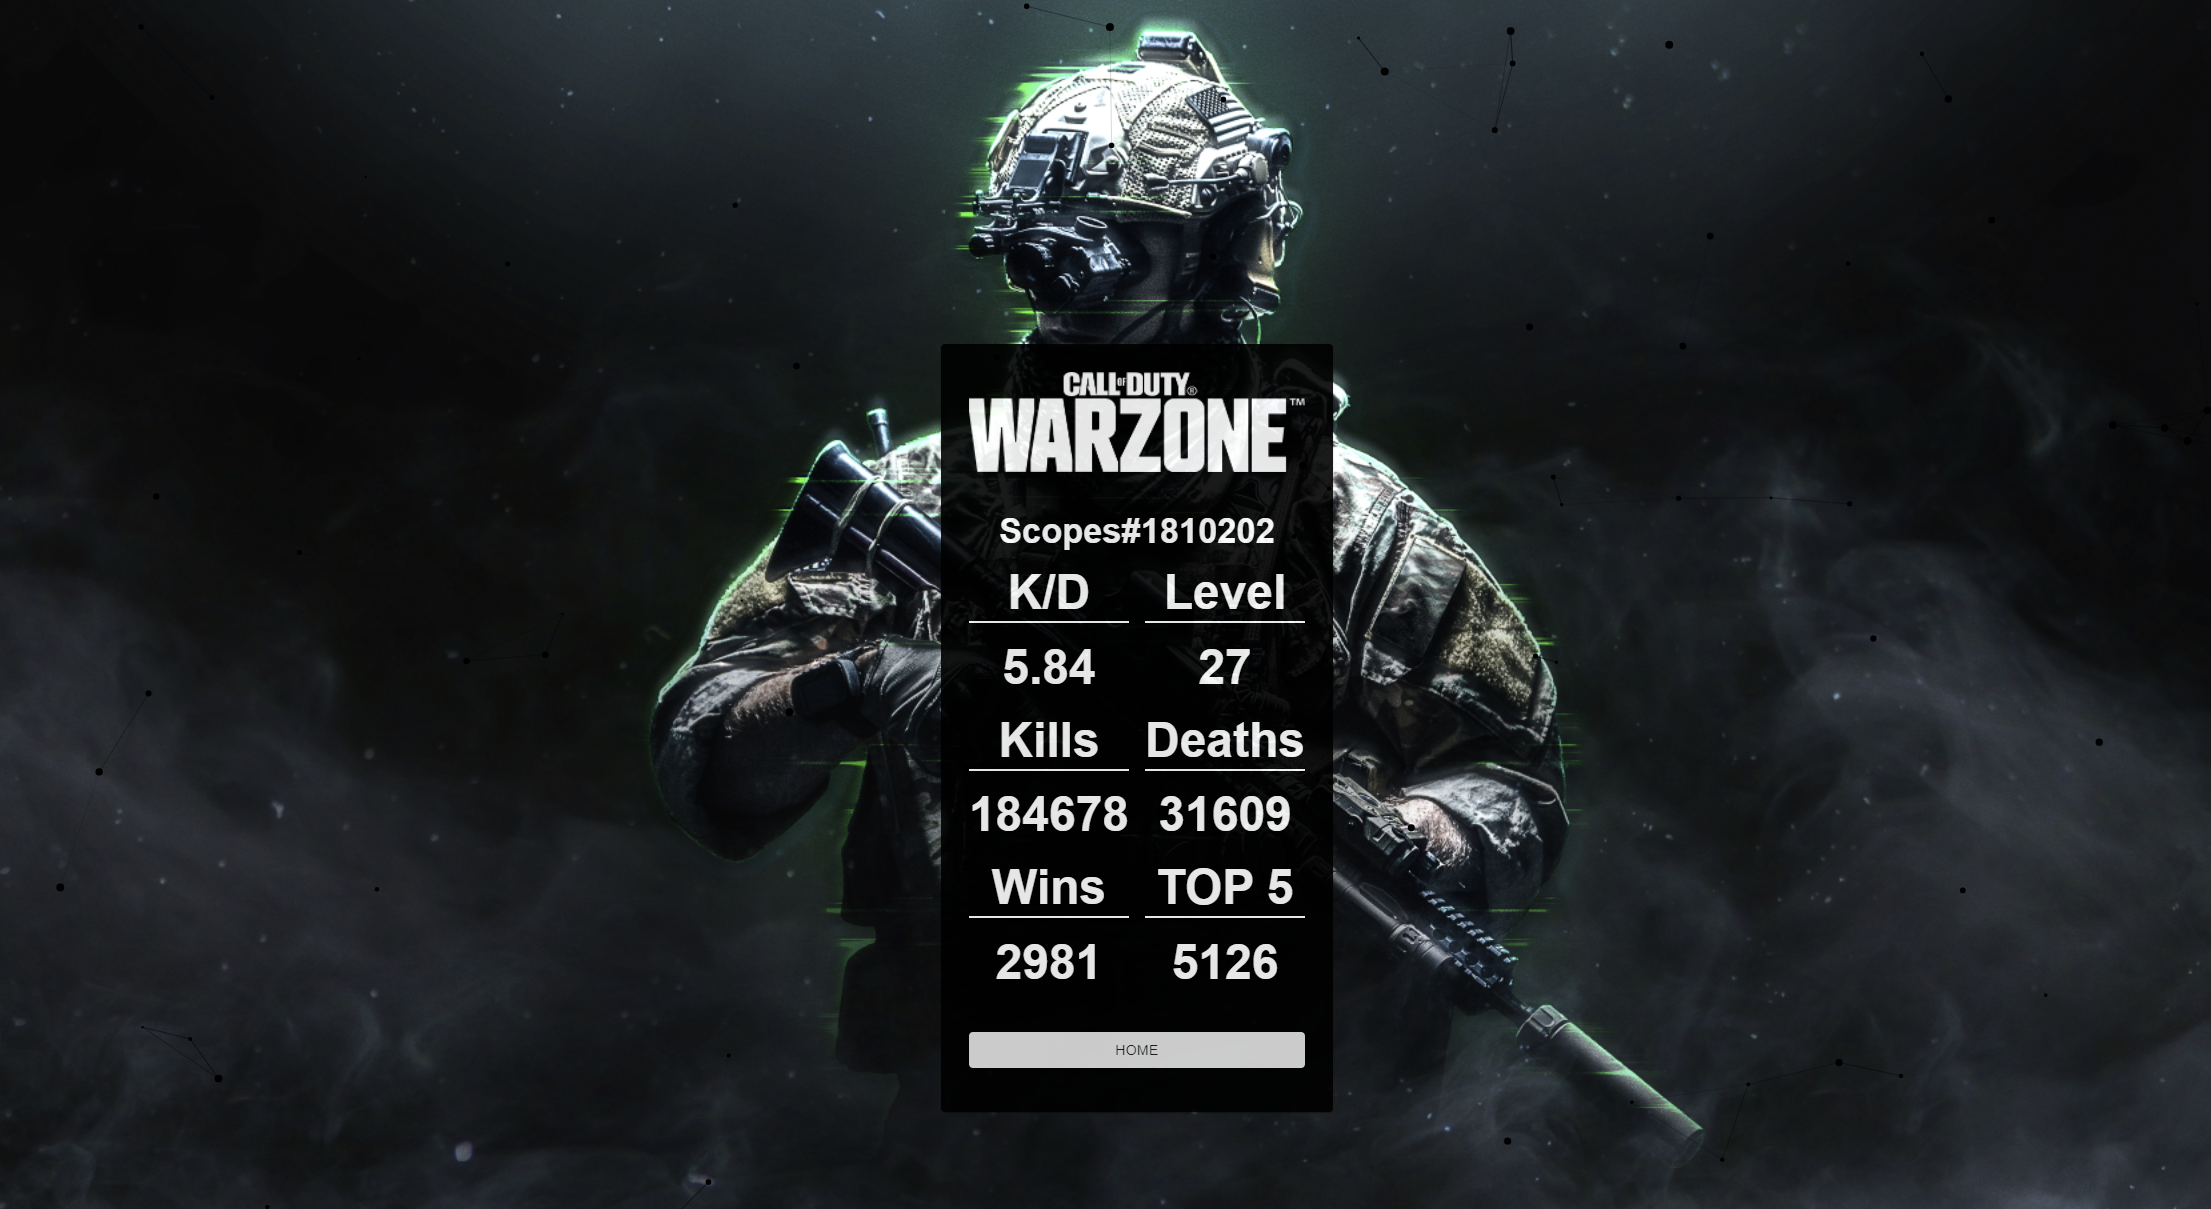 CALL OF DUTY®
WARZONE™
Scopes#1810202
K/D Level
5.84 27
Kills Deaths
184678 31609
Wins TOP 5
2981 5126
HOME